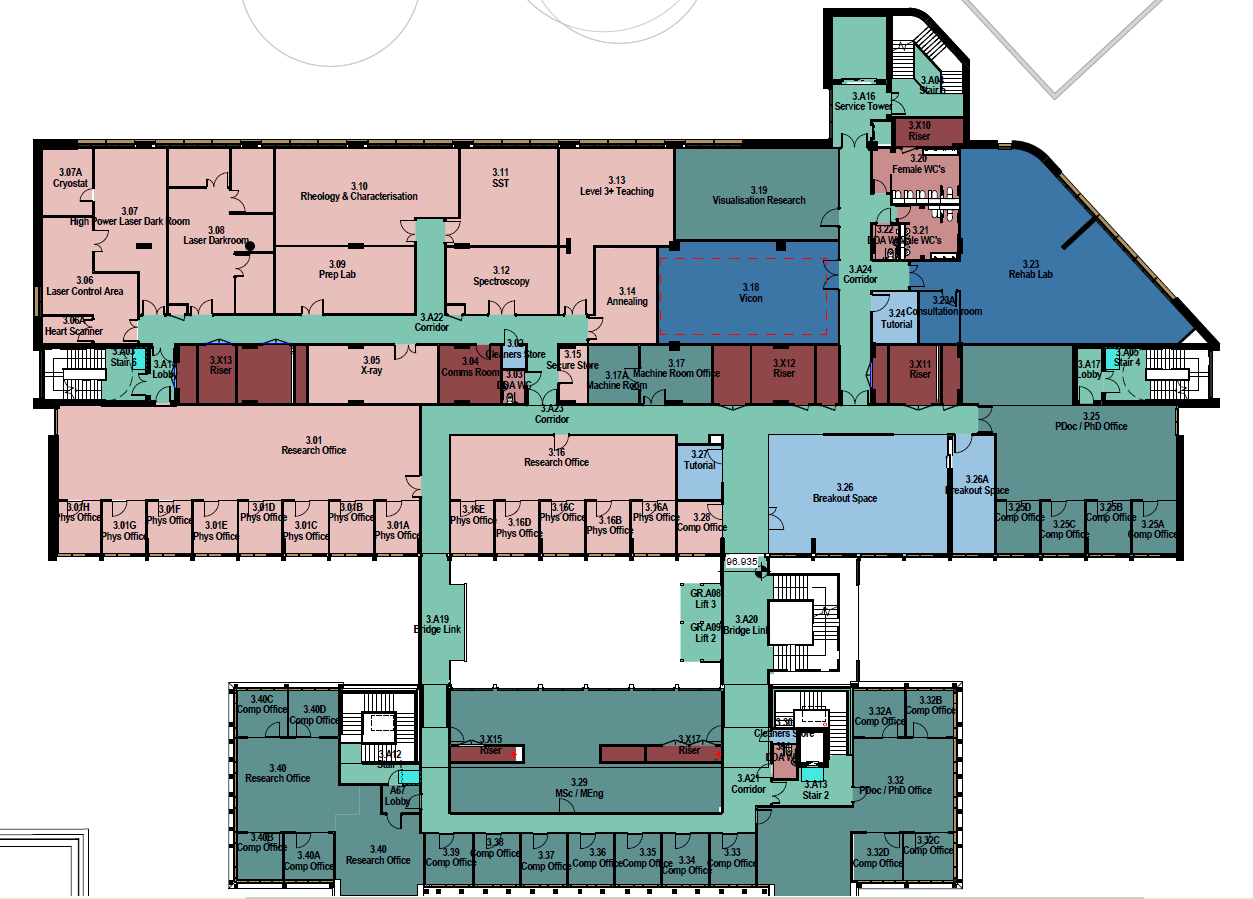 3.A04
Stair 5
3.A16
Service Tower
3.X10
Riser
3.20
Female WC's
3.07A
Cryostat
3.10
Rheology & Characterisation
3.11
SST
3.13
Level 3+ Teaching
3.19
Visualisation Research
3.07
High Power Laser Dark Room
3.08
Laser Darkroom
3.22
3.21
3.23
Rehab Lab
3.09
Prep Lab
3.12
Spectroscopy
3.A24
Corridor
3.06
Laser Control Area
3.14
Annealing
3.18
Vicon
3.23A
Consultation room
3.24
Tutorial
3.06A
Heart Scanner
3.A22
Corridor
3.A03
Stair 6
3.A14
Lobby
3.X13
Riser
3.05
X-ray
3.04
Comms Room
3.02
Cleaners Store
3.03
DDA WC
3.15
Secure Store
3.17A
Machine Room
3.17
Machine Room Office
3.X12
Riser
3.X11
Riser
3.A17
Lobby
3.A05
Stair 4
3.A23
Corridor
3.25
PDoc / PhD Office
3.01
Research Office
3.16
Research Office
3.27
Tutorial
3.26
Breakout Space
3.26A
Breakout Space
3.01H
Phys Office
3.01G
Phys Office
3.01F
Phys Office
3.01E
Phys Office
3.01D
Phys Office
3.01C
Phys Office
3.01B
Phys Office
3.01A
Phys Office
3.16E
Phys Office
3.16D
Phys Office
3.16C
Phys Office
3.16B
Phys Office
3.16A
Phys Office
3.28
Comp Office
3.25D
Comp Office
3.25C
Comp Office
3.25B
Comp Office
3.25A
Comp Office
96.935
GR.A08
Lift 3
GR.A09
Lift 2
3.A19
Bridge Link
3.A20
Bridge Link
3.40C
Comp Office
3.40D
Comp Office
3.32A
Comp Office
3.32B
Comp Office
3.30
Cleaners Store
3.X15
Riser
3.X17
Riser
3.A12
Stair
DDA WC
3.40
Research Office
3.29
MSc / MEng
3.A21
Corridor
3.A13
Stair 2
3.32
PDoc / PhD Office
A67
Lobby
3.40B
Comp Office
3.40A
Comp Office
3.40
Research Office
3.39
Comp Office
3.38
Comp Office
3.37
Comp Office
3.36
Comp Office
3.35
Comp Office
3.34
Comp Office
3.33
Comp Office
3.32D
Comp Office
3.32C
Comp Office